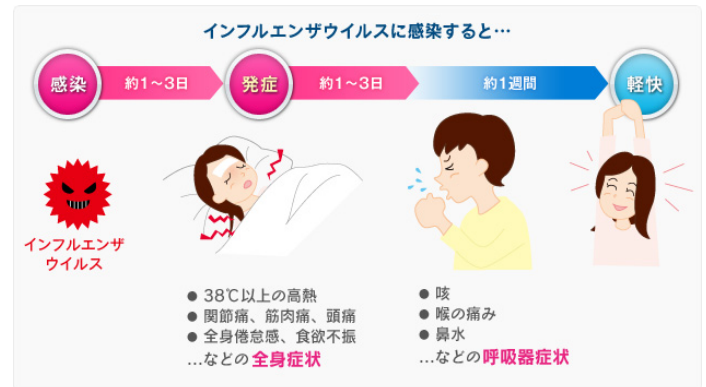 インフルエンザウイルスに感染すると…
感染 約1～3日 発症 約1～3日 約1週間 軽快
インフルエンザ
ウイルス
● 38℃以上の高熱
● 関節痛、筋肉痛、頭痛
● 全身倦怠感、食欲不振
…などの全身症状
● 咳
● 喉の痛み
● 鼻水
…などの呼吸器症状